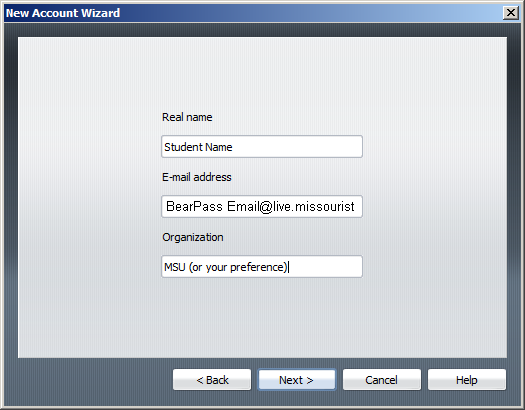 New Account Wizard
Real name
Student Name
E-mail address
BearPass Email@live.missourist
Organization
MSU (or your preference)
< Back Next > Cancel Help